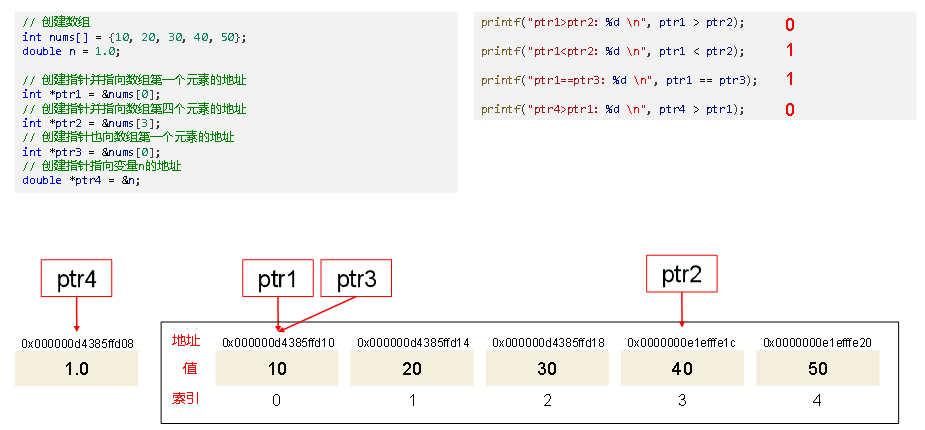 // 创建数组
int nums[] = {10, 20, 30, 40, 50};
double n = 1.0;
// 创建指针并指向数组第一个元素的地址
int *ptr1 = &nums[0];
// 创建指针并指向数组第四个元素的地址
int *ptr2 = &nums[3];
// 创建指针也向数组第一个元素的地址
int *ptr3 = &nums[0];
// 创建指针指向变量n的地址
double *ptr4 = &n;
printf("ptr1>ptr2: %d \n", ptr1 > ptr2); 0
printf("ptr1<ptr2: %d \n", ptr1 < ptr2); 1
printf("ptr1==ptr3: %d \n", ptr1 == ptr3); 1
printf("ptr4>ptr1: %d \n", ptr4 > ptr1); 0
ptr4 ptr1 ptr3 ptr2
0x000000d4385ffd08 地址 0x000000d4385ffd10 0x000000d4385ffd14 0x000000d4385ffd18 0x0000000e1efffe1c 0x0000000e1efffe20
1.0 值 10 20 30 40 50
索引 0 1 2 3 4